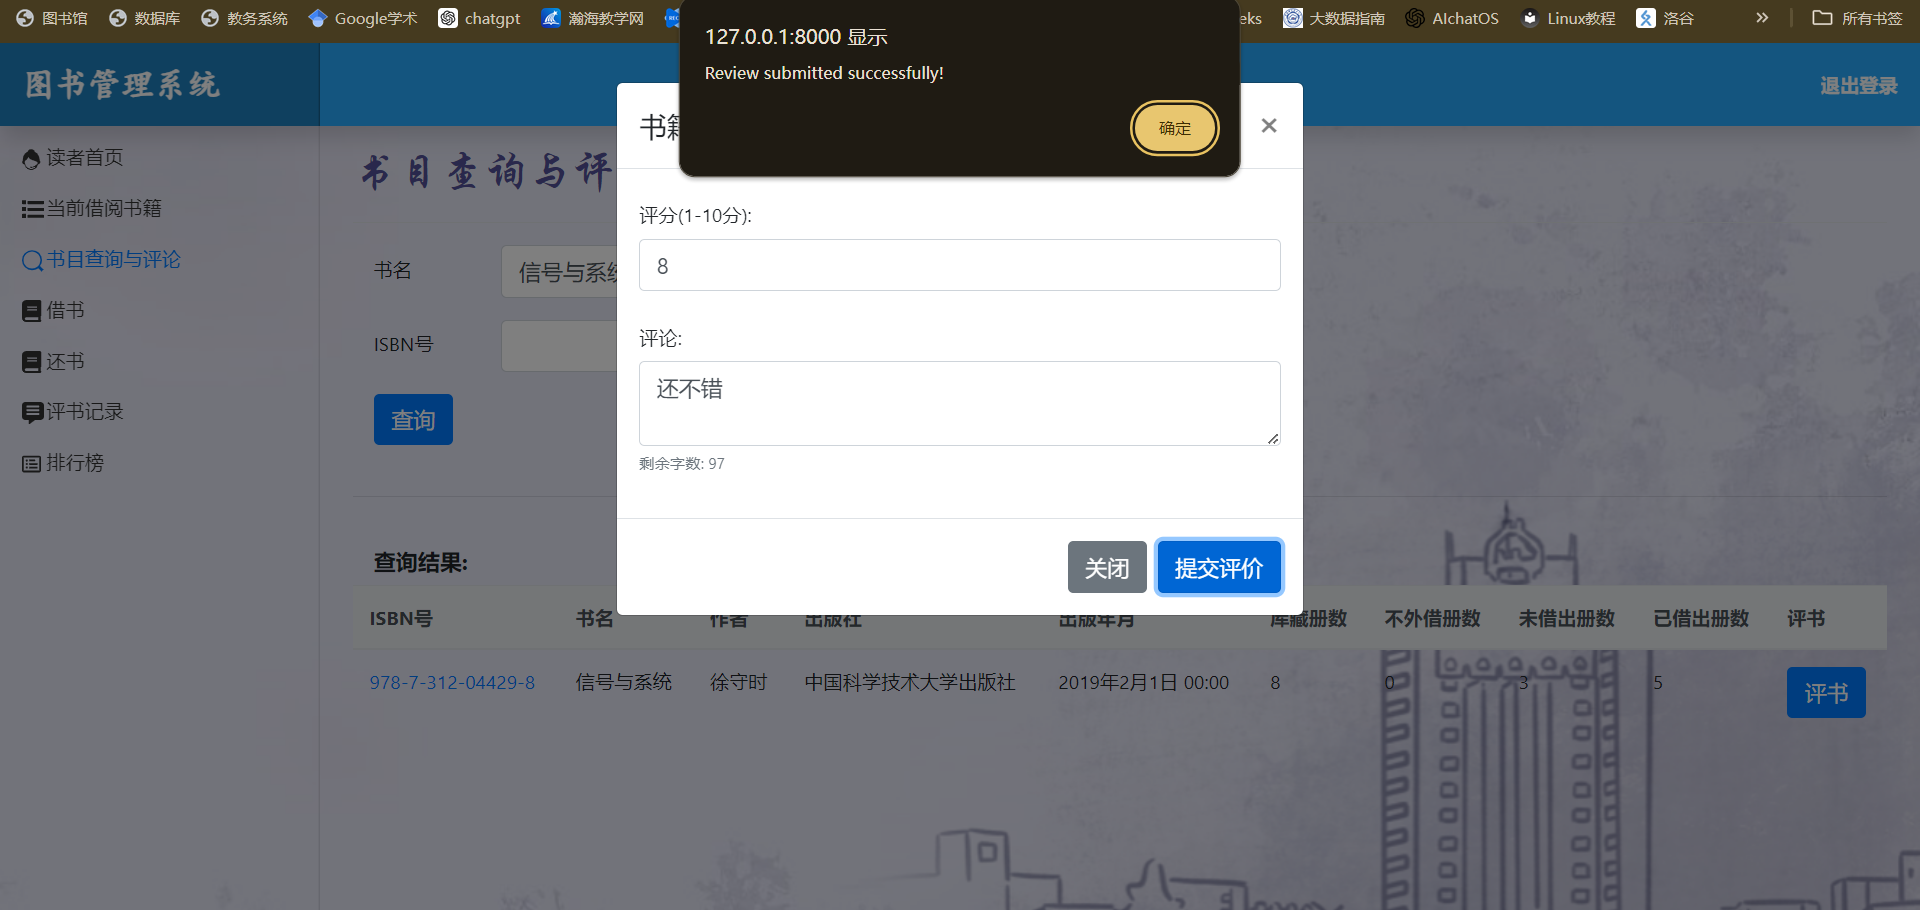 图书馆 数据库 教务系统 Google学术 chatgpt 瀚海教学网 eks 大数据指南 AIchatOS Linux教程 洛谷 所有书签
127.0.0.1:8000 显示
Review submitted successfully!
确定
图书管理系统
退出登录
读者首页
当前借阅书籍
书目查询与评论
借书
还书
评书记录
排行榜
书目查询与评
书名
信号与系统
ISBN号
查询
书籍
×
评分(1-10分):
8
评论:
还不错
剩余字数: 97
关闭 提交评价
查询结果:
ISBN号 书名 作者 出版社 出版年月 库藏册数 不外借册数 未借出册数 已借出册数 评书
978-7-312-04429-8 信号与系统 徐守时 中国科学技术大学出版社 2019年2月1日 00:00 8 0 3 5 评书